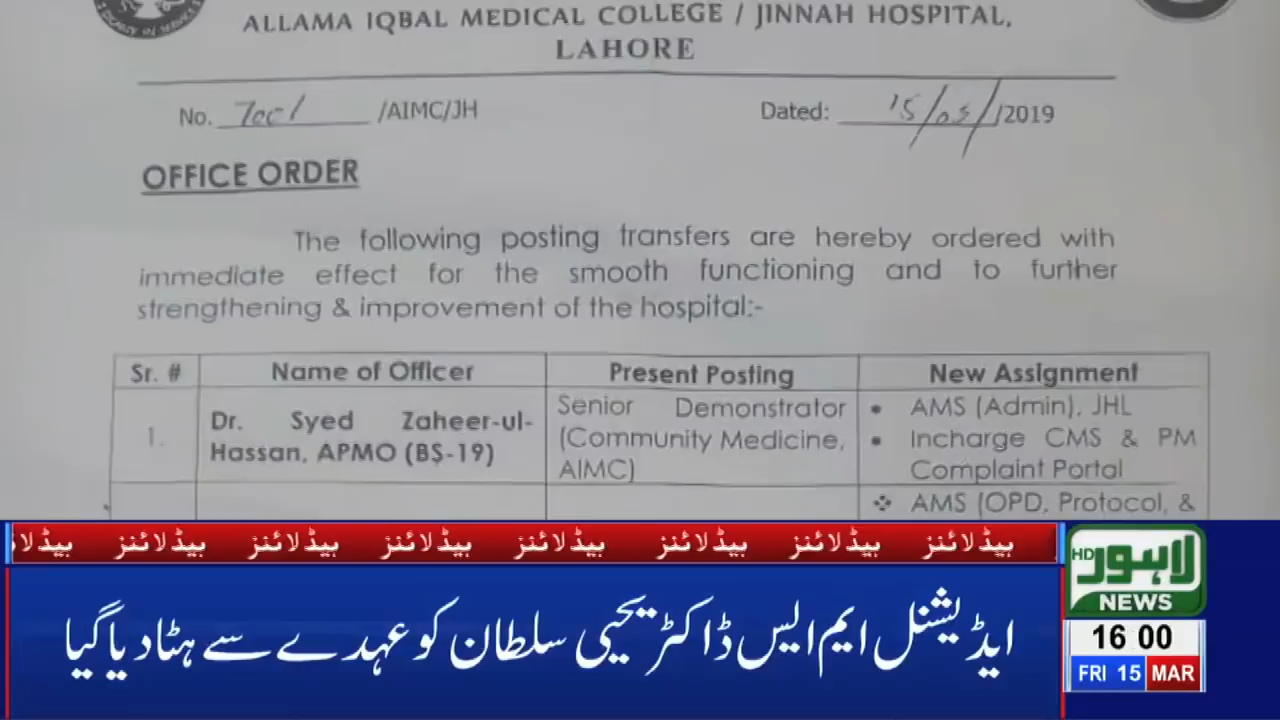 ALLAMA IQBAL MEDICAL COLLEGE / JINNAH HOSPITAL,
LAHORE
No. 7001 /AIMC/JH Dated: 15/03/2019
OFFICE ORDER
The following posting transfers are hereby ordered with
immediate effect for the smooth functioning and to further
strengthening & improvement of the hospital:-
Sr. # Name of Officer Present Posting New Assignment
1. Dr. Syed Zaheer-ul-Hassan, APMO (BS-19) Senior Demonstrator (Community Medicine, AIMC) • AMS (Admin), JHL
• Incharge CMS & PM
Complaint Portal
❖ AMS (OPD, Protocol, &
ہیڈلائنز ہیڈلائنز ہیڈلائنز ہیڈلائنز ہیڈلائنز ہیڈلائنز ہیڈلائنز ہیڈلائنز
ایڈیشنل ایم ایس ڈاکٹر یحیی سلطان کو عہدے سے ہٹا دیا گیا
HD لاہور
NEWS
16 00
FRI 15 MAR